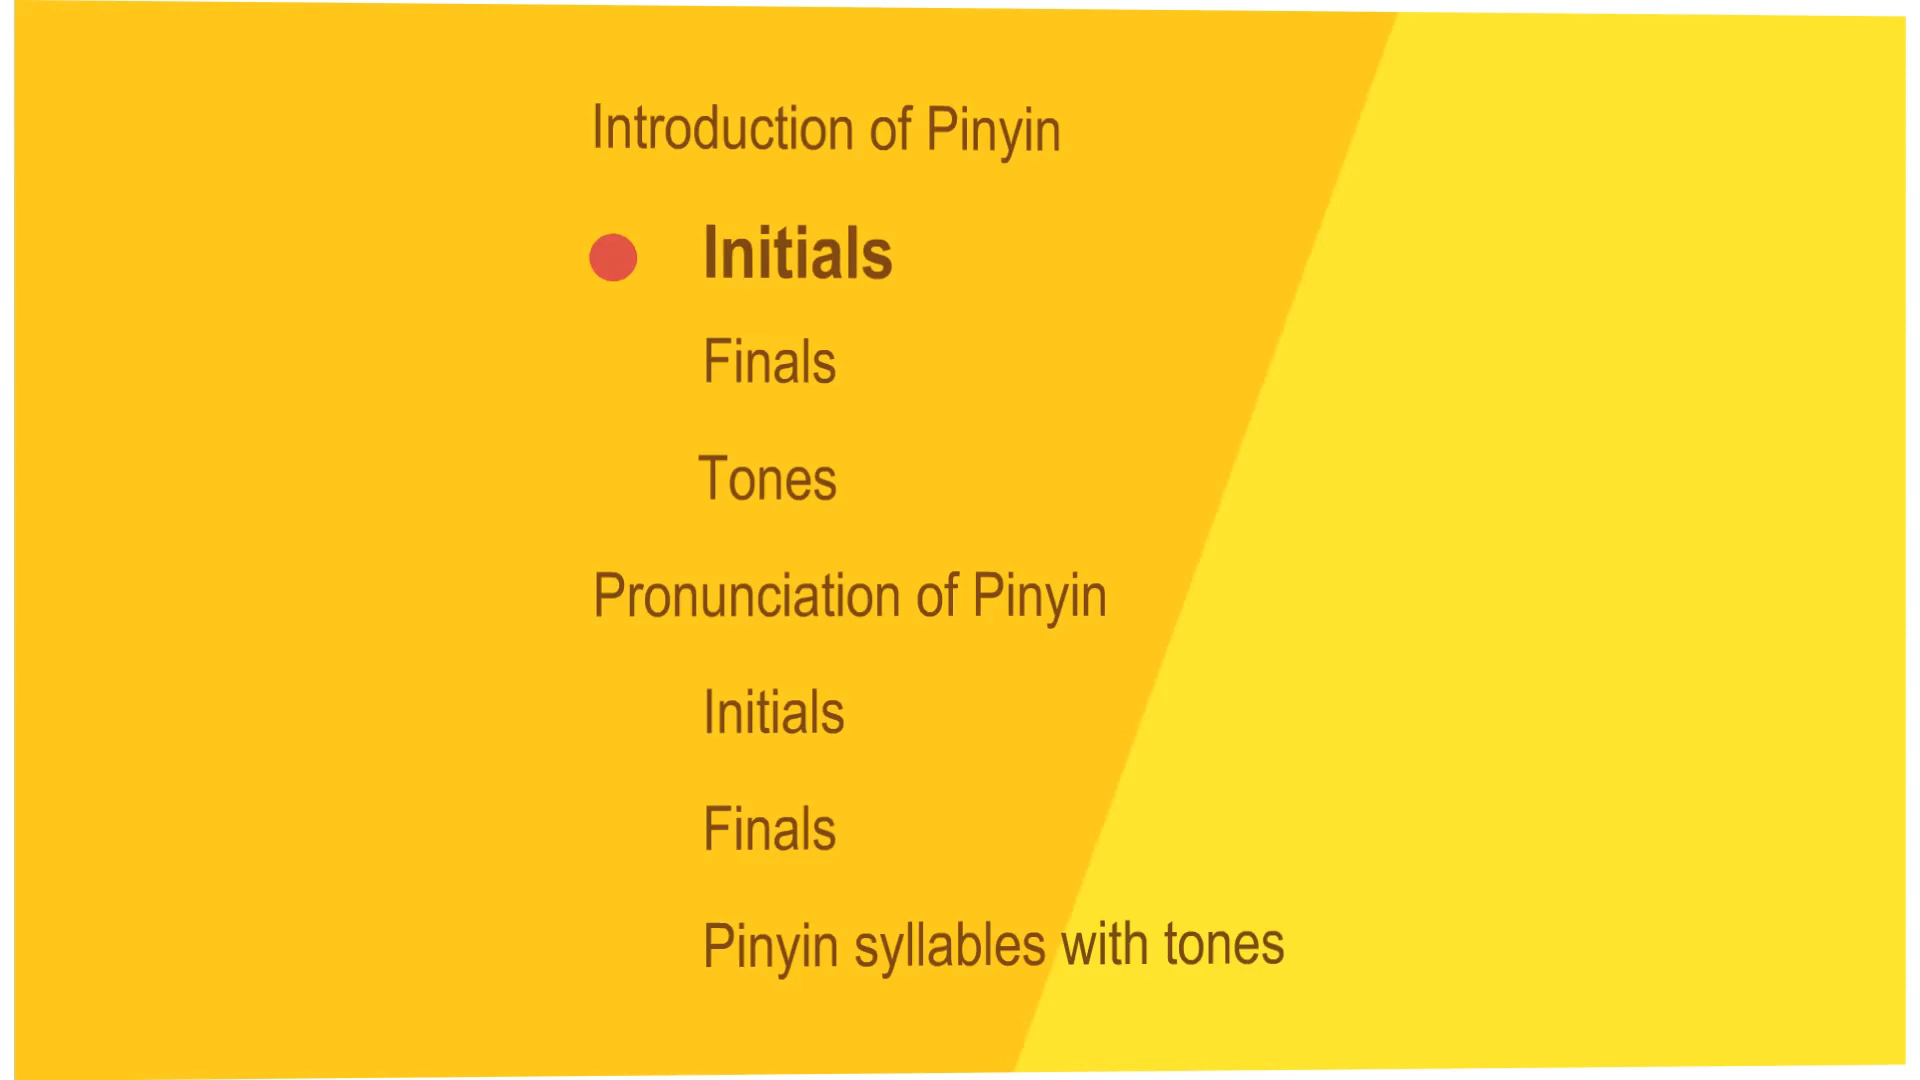 Introduction of Pinyin
Initials
Finals
Tones
Pronunciation of Pinyin
Initials
Finals
Pinyin syllables with tones